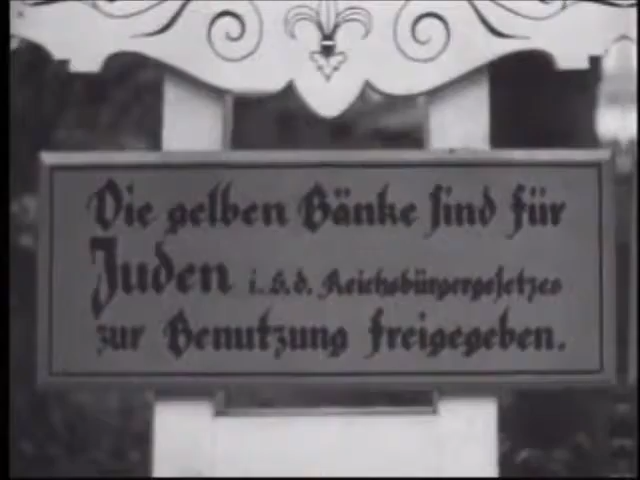 Die gelben Bänke sind für
Juden i.S.d. Reichsbürgergesetzes
zur Benutzung freigegeben.